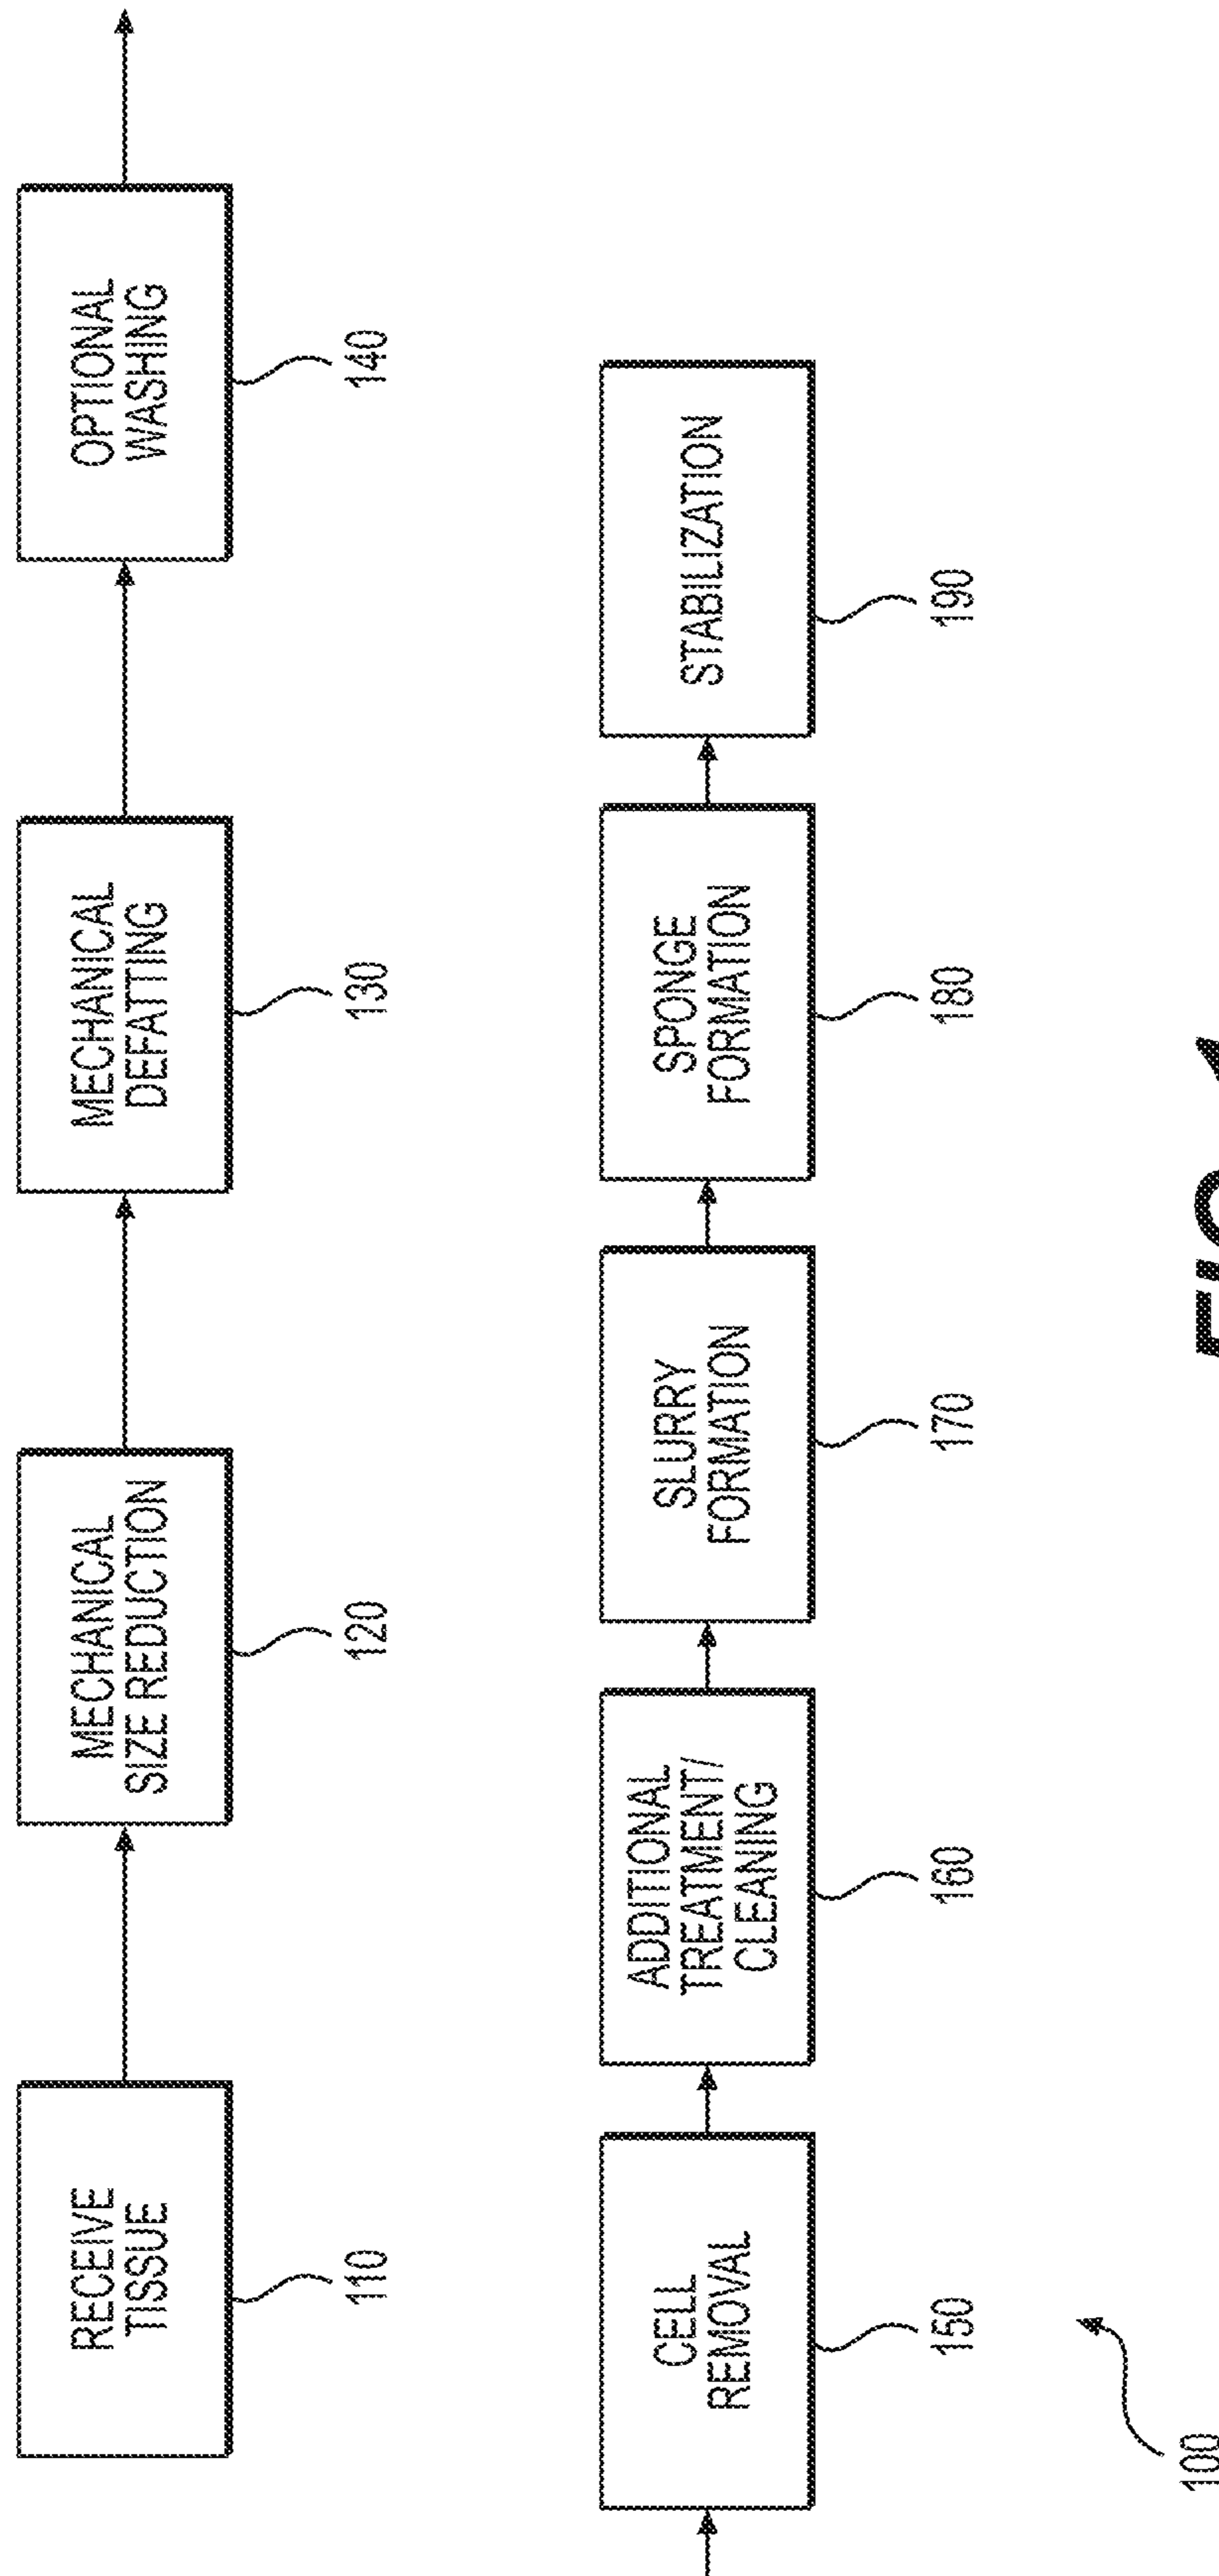 RECEIVE
TISSUE
110
MECHANICAL
SIZE REDUCTION
120
MECHANICAL
DEFATTING
130
OPTIONAL
WASHING
140
CELL
REMOVAL
150
ADDITIONAL
TREATMENT/
CLEANING
160
SLURRY
FORMATION
170
SPONGE
FORMATION
180
STABILIZATION
190
100